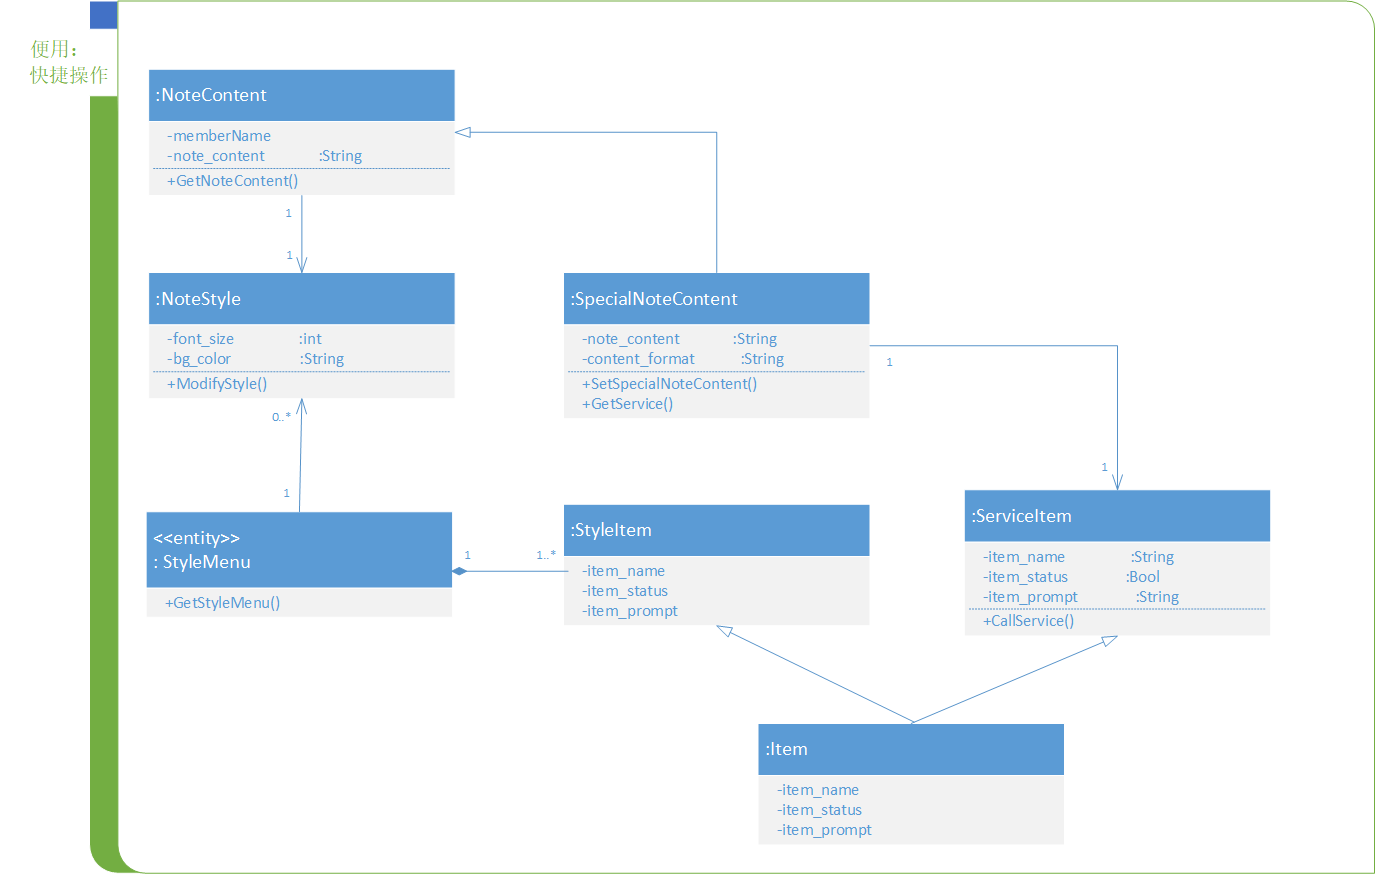 便用：
快捷操作
:NoteContent
-memberName
-note_content :String
+GetNoteContent()
1
1
:NoteStyle
-font_size :int
-bg_color :String
+ModifyStyle()
0..*
1
<<entity>>
: StyleMenu
+GetStyleMenu()
1
1..*
:SpecialNoteContent
-note_content :String
-content_format :String
+SetSpecialNoteContent()
+GetService()
1
1
:StyleItem
-item_name
-item_status
-item_prompt
:ServiceItem
-item_name :String
-item_status :Bool
-item_prompt :String
+CallService()
:Item
-item_name
-item_status
-item_prompt